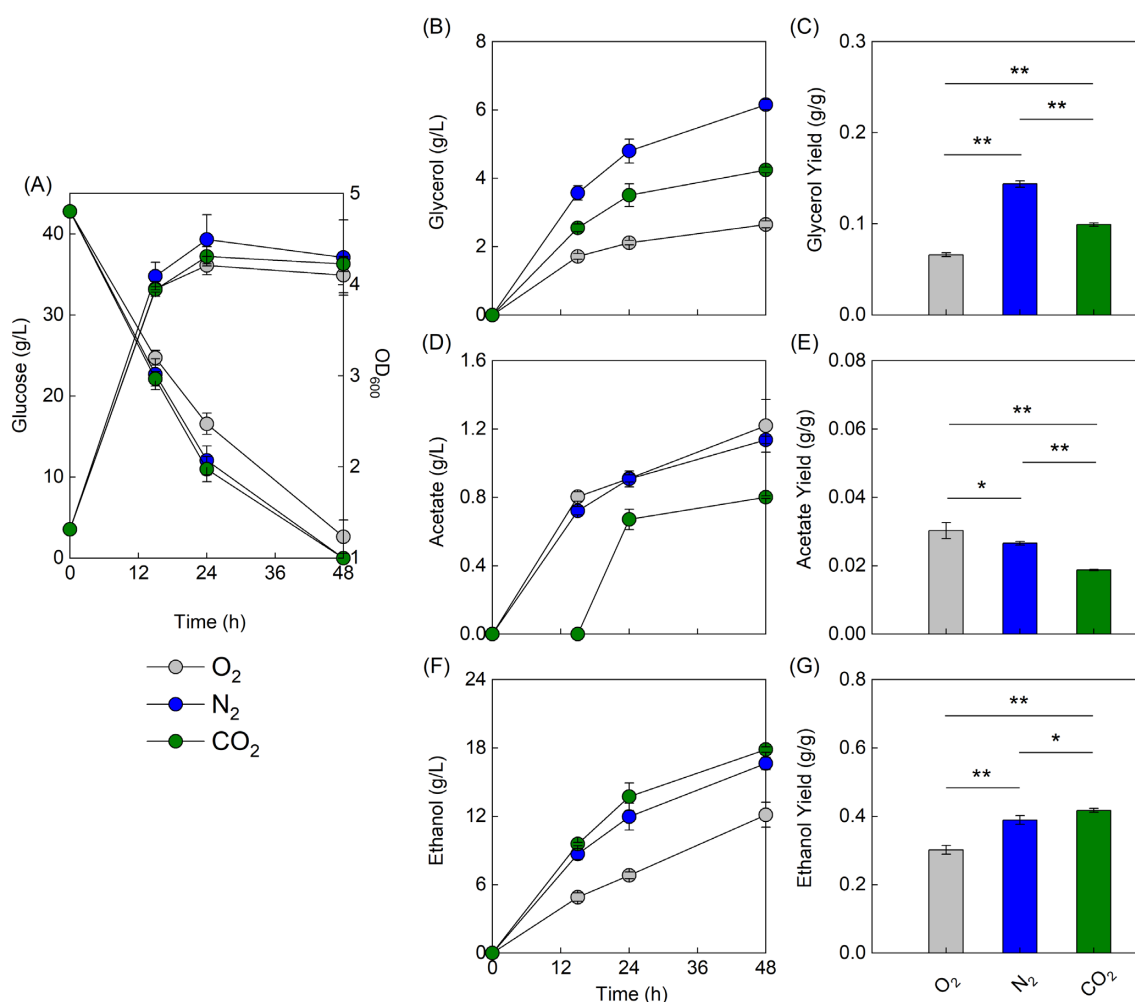 (A)
Glucose (g/L)
40
30
20
10
0
5
4
3
2
1
OD600
0 12 24 36 48
Time (h)
O2
N2
CO2
(B)
Glycerol (g/L)
8
6
4
2
0
(C)
Glycerol Yield (g/g)
0.3
0.2
0.1
0.0
**
**
**
(D)
Acetate (g/L)
1.6
1.2
0.8
0.4
0.0
(E)
Acetate Yield (g/g)
0.08
0.06
0.04
0.02
0.00
**
**
*
(F)
Ethanol (g/L)
24
18
12
6
0
0 12 24 36 48
Time (h)
(G)
Ethanol Yield (g/g)
0.8
0.6
0.4
0.2
0.0
**
*
**
O2 N2 CO2